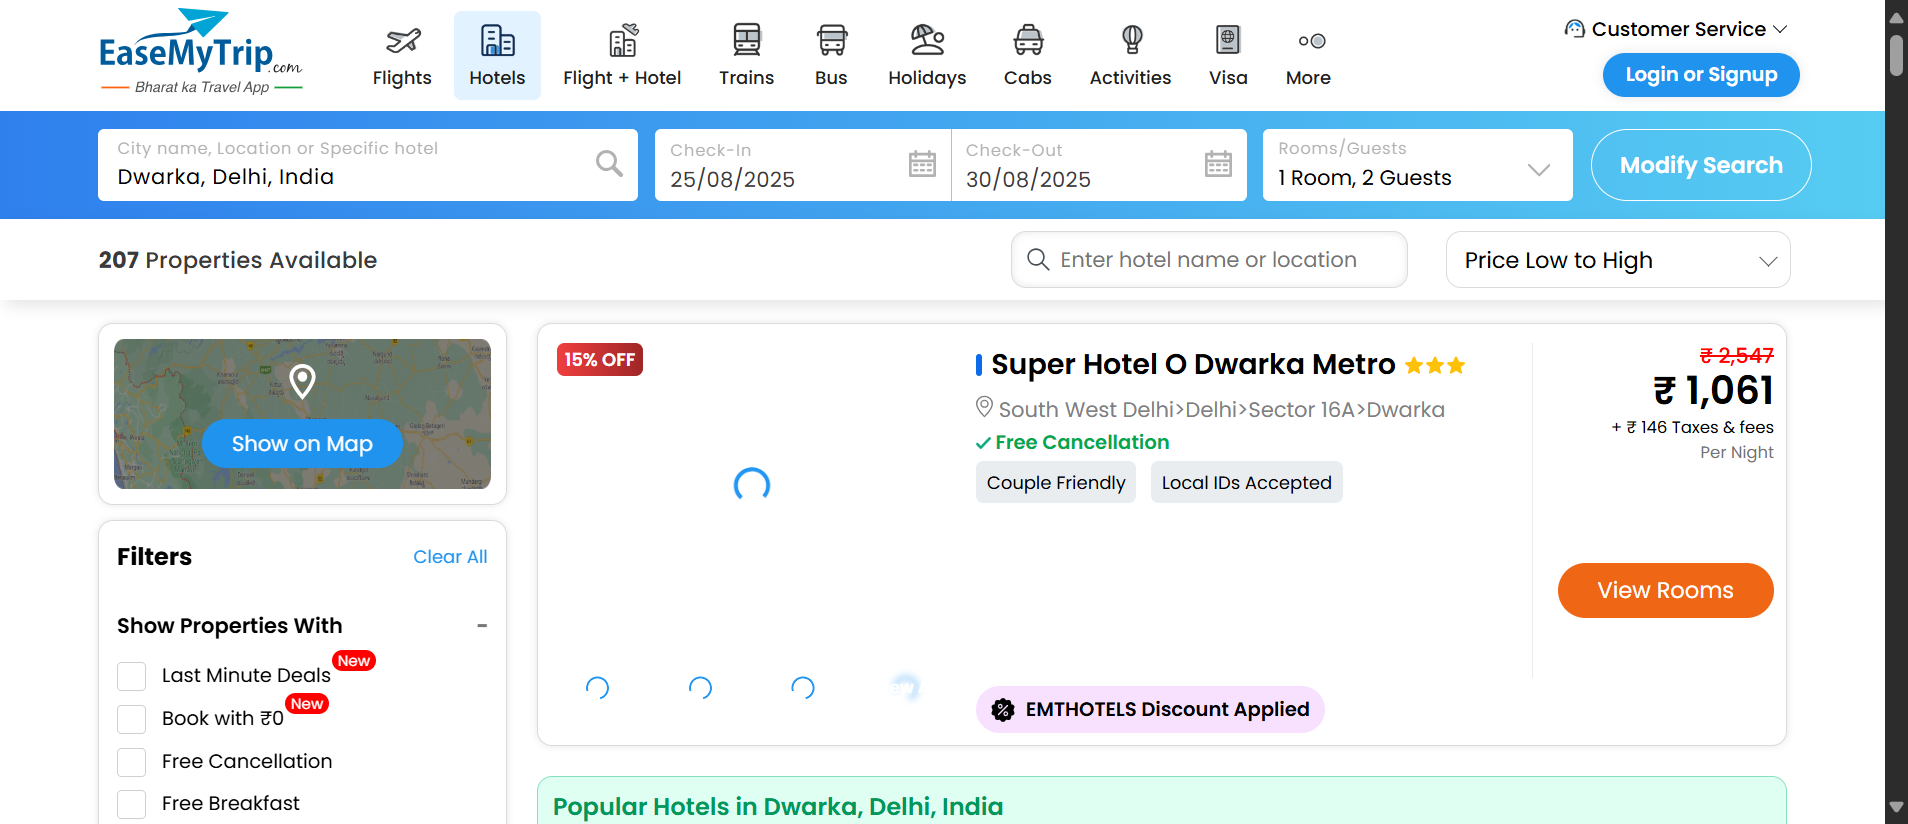 EaseMyTrip.com
Bharat ka Travel App
Flights
Hotels
Flight + Hotel
Trains
Bus
Holidays
Cabs
Activities
Visa
More
Customer Service
Login or Signup
City name, Location or Specific hotel
Dwarka, Delhi, India
Check-In
25/08/2025
Check-Out
30/08/2025
Rooms/Guests
1 Room, 2 Guests
Modify Search
207 Properties Available
Enter hotel name or location
Price Low to High
Show on Map
Filters
Clear All
Show Properties With
Last Minute Deals New
Book with ₹0 New
Free Cancellation
Free Breakfast
15% OFF
Super Hotel O Dwarka Metro
South West Delhi>Delhi>Sector 16A>Dwarka
Free Cancellation
Couple Friendly
Local IDs Accepted
EMTHOTELS Discount Applied
₹ 2,547
₹ 1,061
+ ₹ 146 Taxes & fees
Per Night
View Rooms
Popular Hotels in Dwarka, Delhi, India